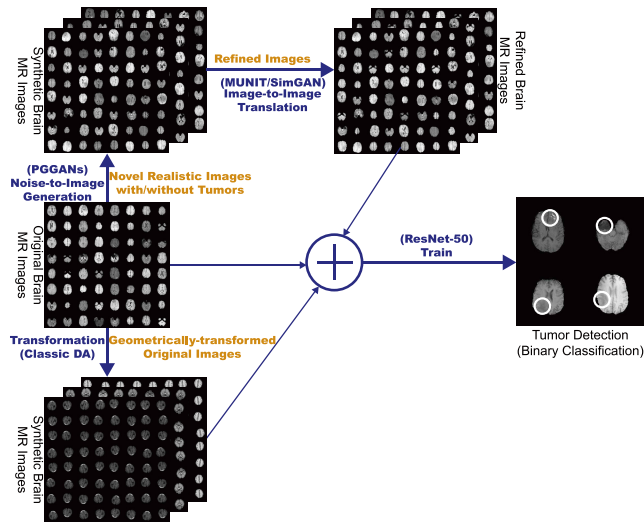 Synthetic Brain
MR Images
Refined Images
(MUNIT/SimGAN)
Image-to-Image
Translation
Refined Brain
MR Images
(PGGANs)
Noise-to-Image
Generation
Novel Realistic Images
with/without Tumors
Original Brain
MR Images
(ResNet-50)
Train
Tumor Detection
(Binary Classification)
Transformation
(Classic DA)
Geometrically-transformed
Original Images
Synthetic Brain
MR Images